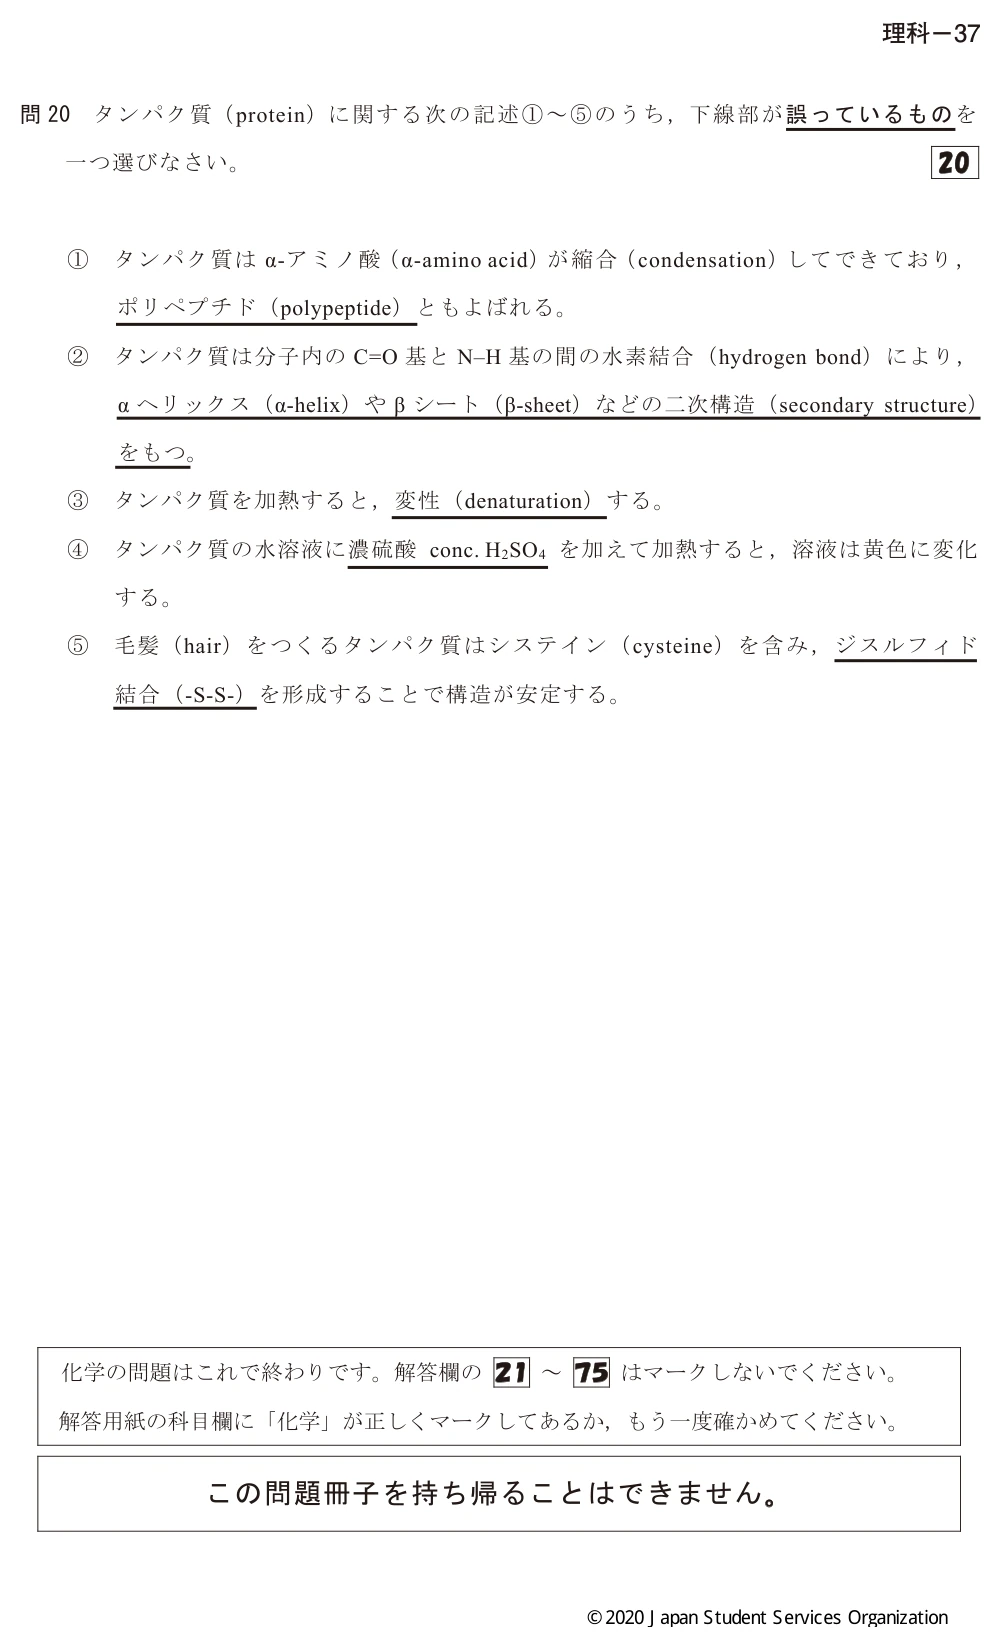 理科－37
問20　タンパク質（protein）に関する次の記述①～⑤のうち，下線部が誤っているものを
一つ選びなさい。 20
①　タンパク質は α-アミノ酸（α-amino acid）が縮合（condensation）してできており，
ポリペプチド（polypeptide）ともよばれる。
②　タンパク質は分子内の C=O 基と N–H 基の間の水素結合（hydrogen bond）により，
α ヘリックス（α-helix）や β シート（β-sheet）などの二次構造（secondary structure）
をもつ。
③　タンパク質を加熱すると，変性（denaturation）する。
④　タンパク質の水溶液に濃硫酸 conc. H₂SO₄ を加えて加熱すると，溶液は黄色に変化
する。
⑤　毛髪（hair）をつくるタンパク質はシステイン（cysteine）を含み，ジスルフィド
結合（-S-S-）を形成することで構造が安定する。
化学の問題はこれで終わりです。解答欄の 21 ～ 75 はマークしないでください。
解答用紙の科目欄に「化学」が正しくマークしてあるか，もう一度確かめてください。
この問題冊子を持ち帰ることはできません。
© 2020 Japan Student Services Organization